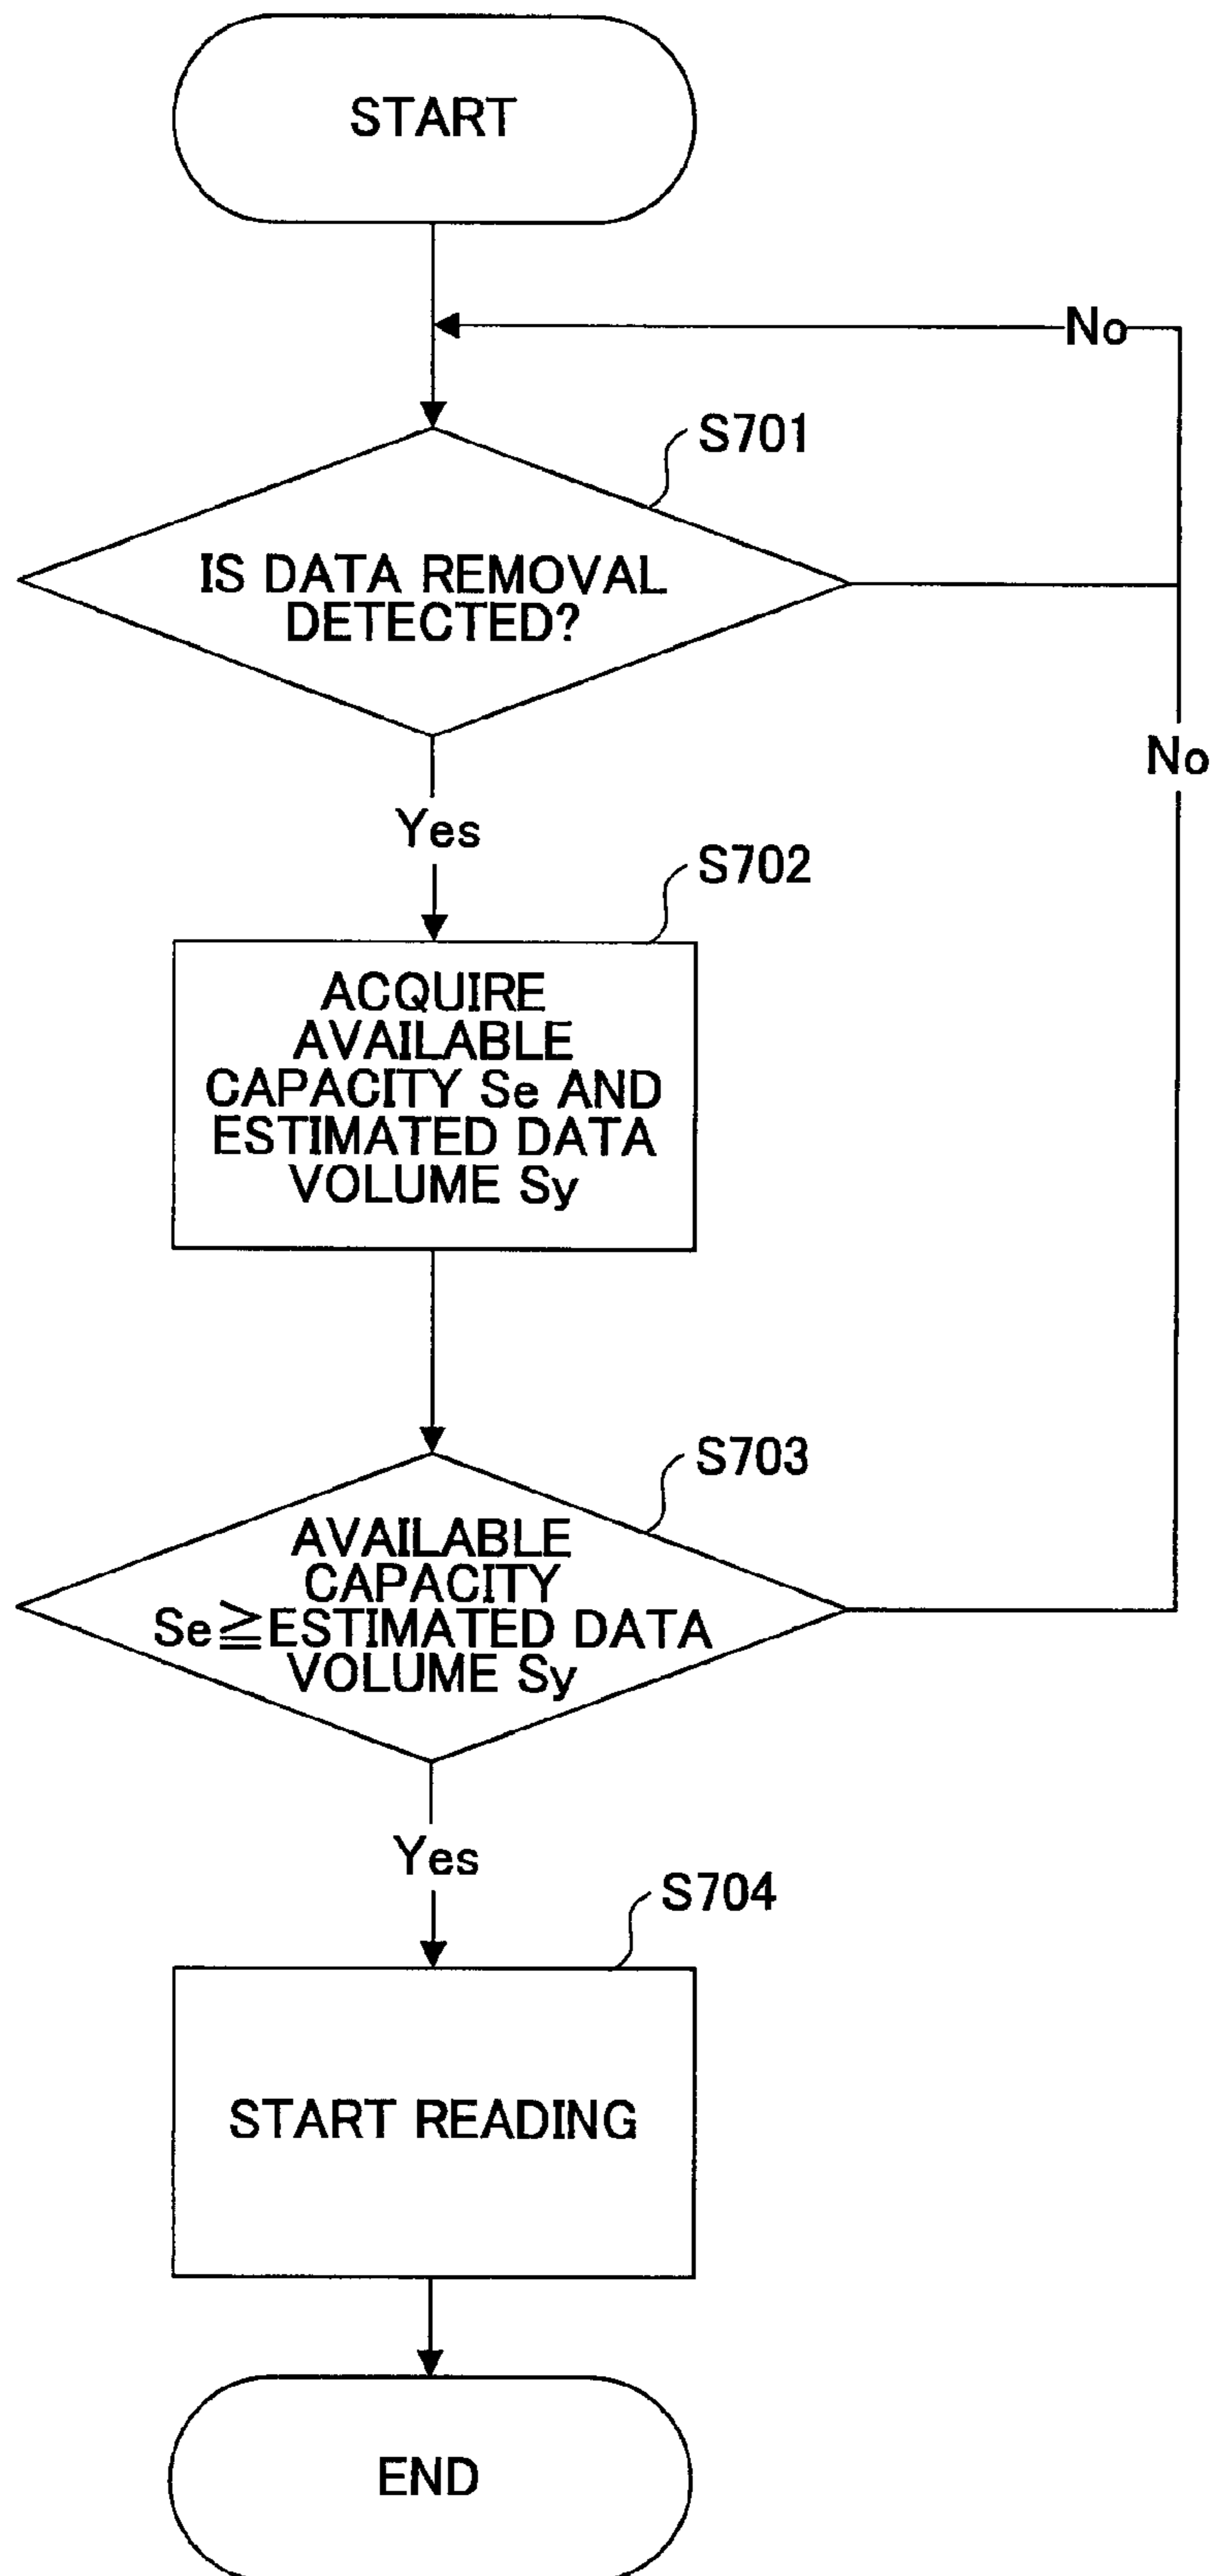 START
No
S701
IS DATA REMOVAL
DETECTED?
No
Yes
S702
ACQUIRE
AVAILABLE
CAPACITY Se AND
ESTIMATED DATA
VOLUME Sy
S703
AVAILABLE
CAPACITY
Se≧ESTIMATED DATA
VOLUME Sy
Yes
S704
START READING
END